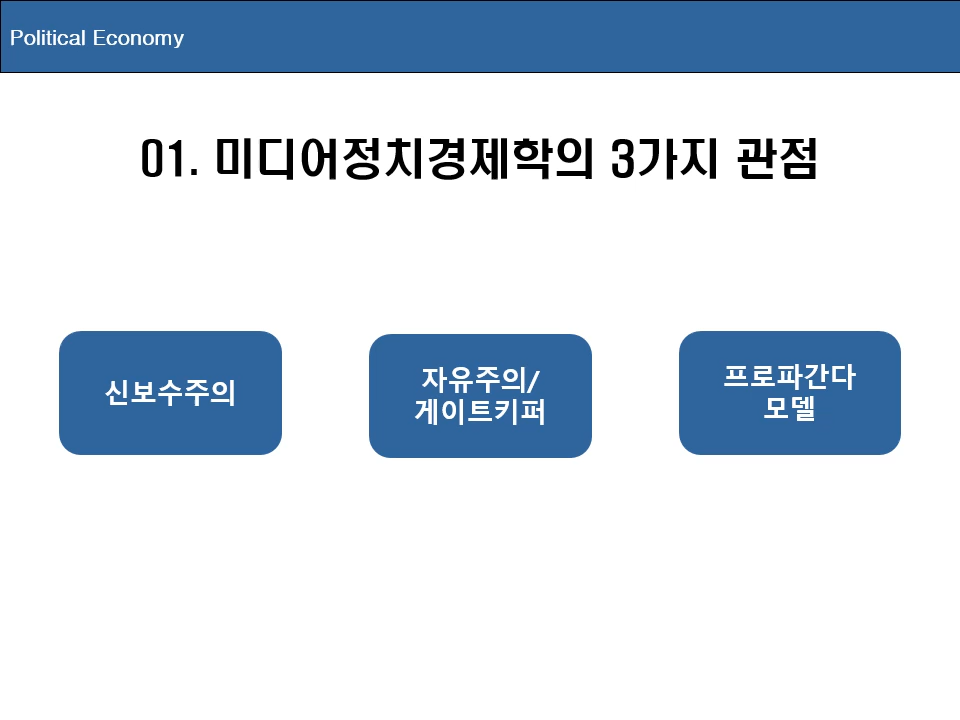 Political Economy
01. 미디어정치경제학의 3가지 관점
신보수주의
자유주의/
게이트키퍼
프로파간다
모델